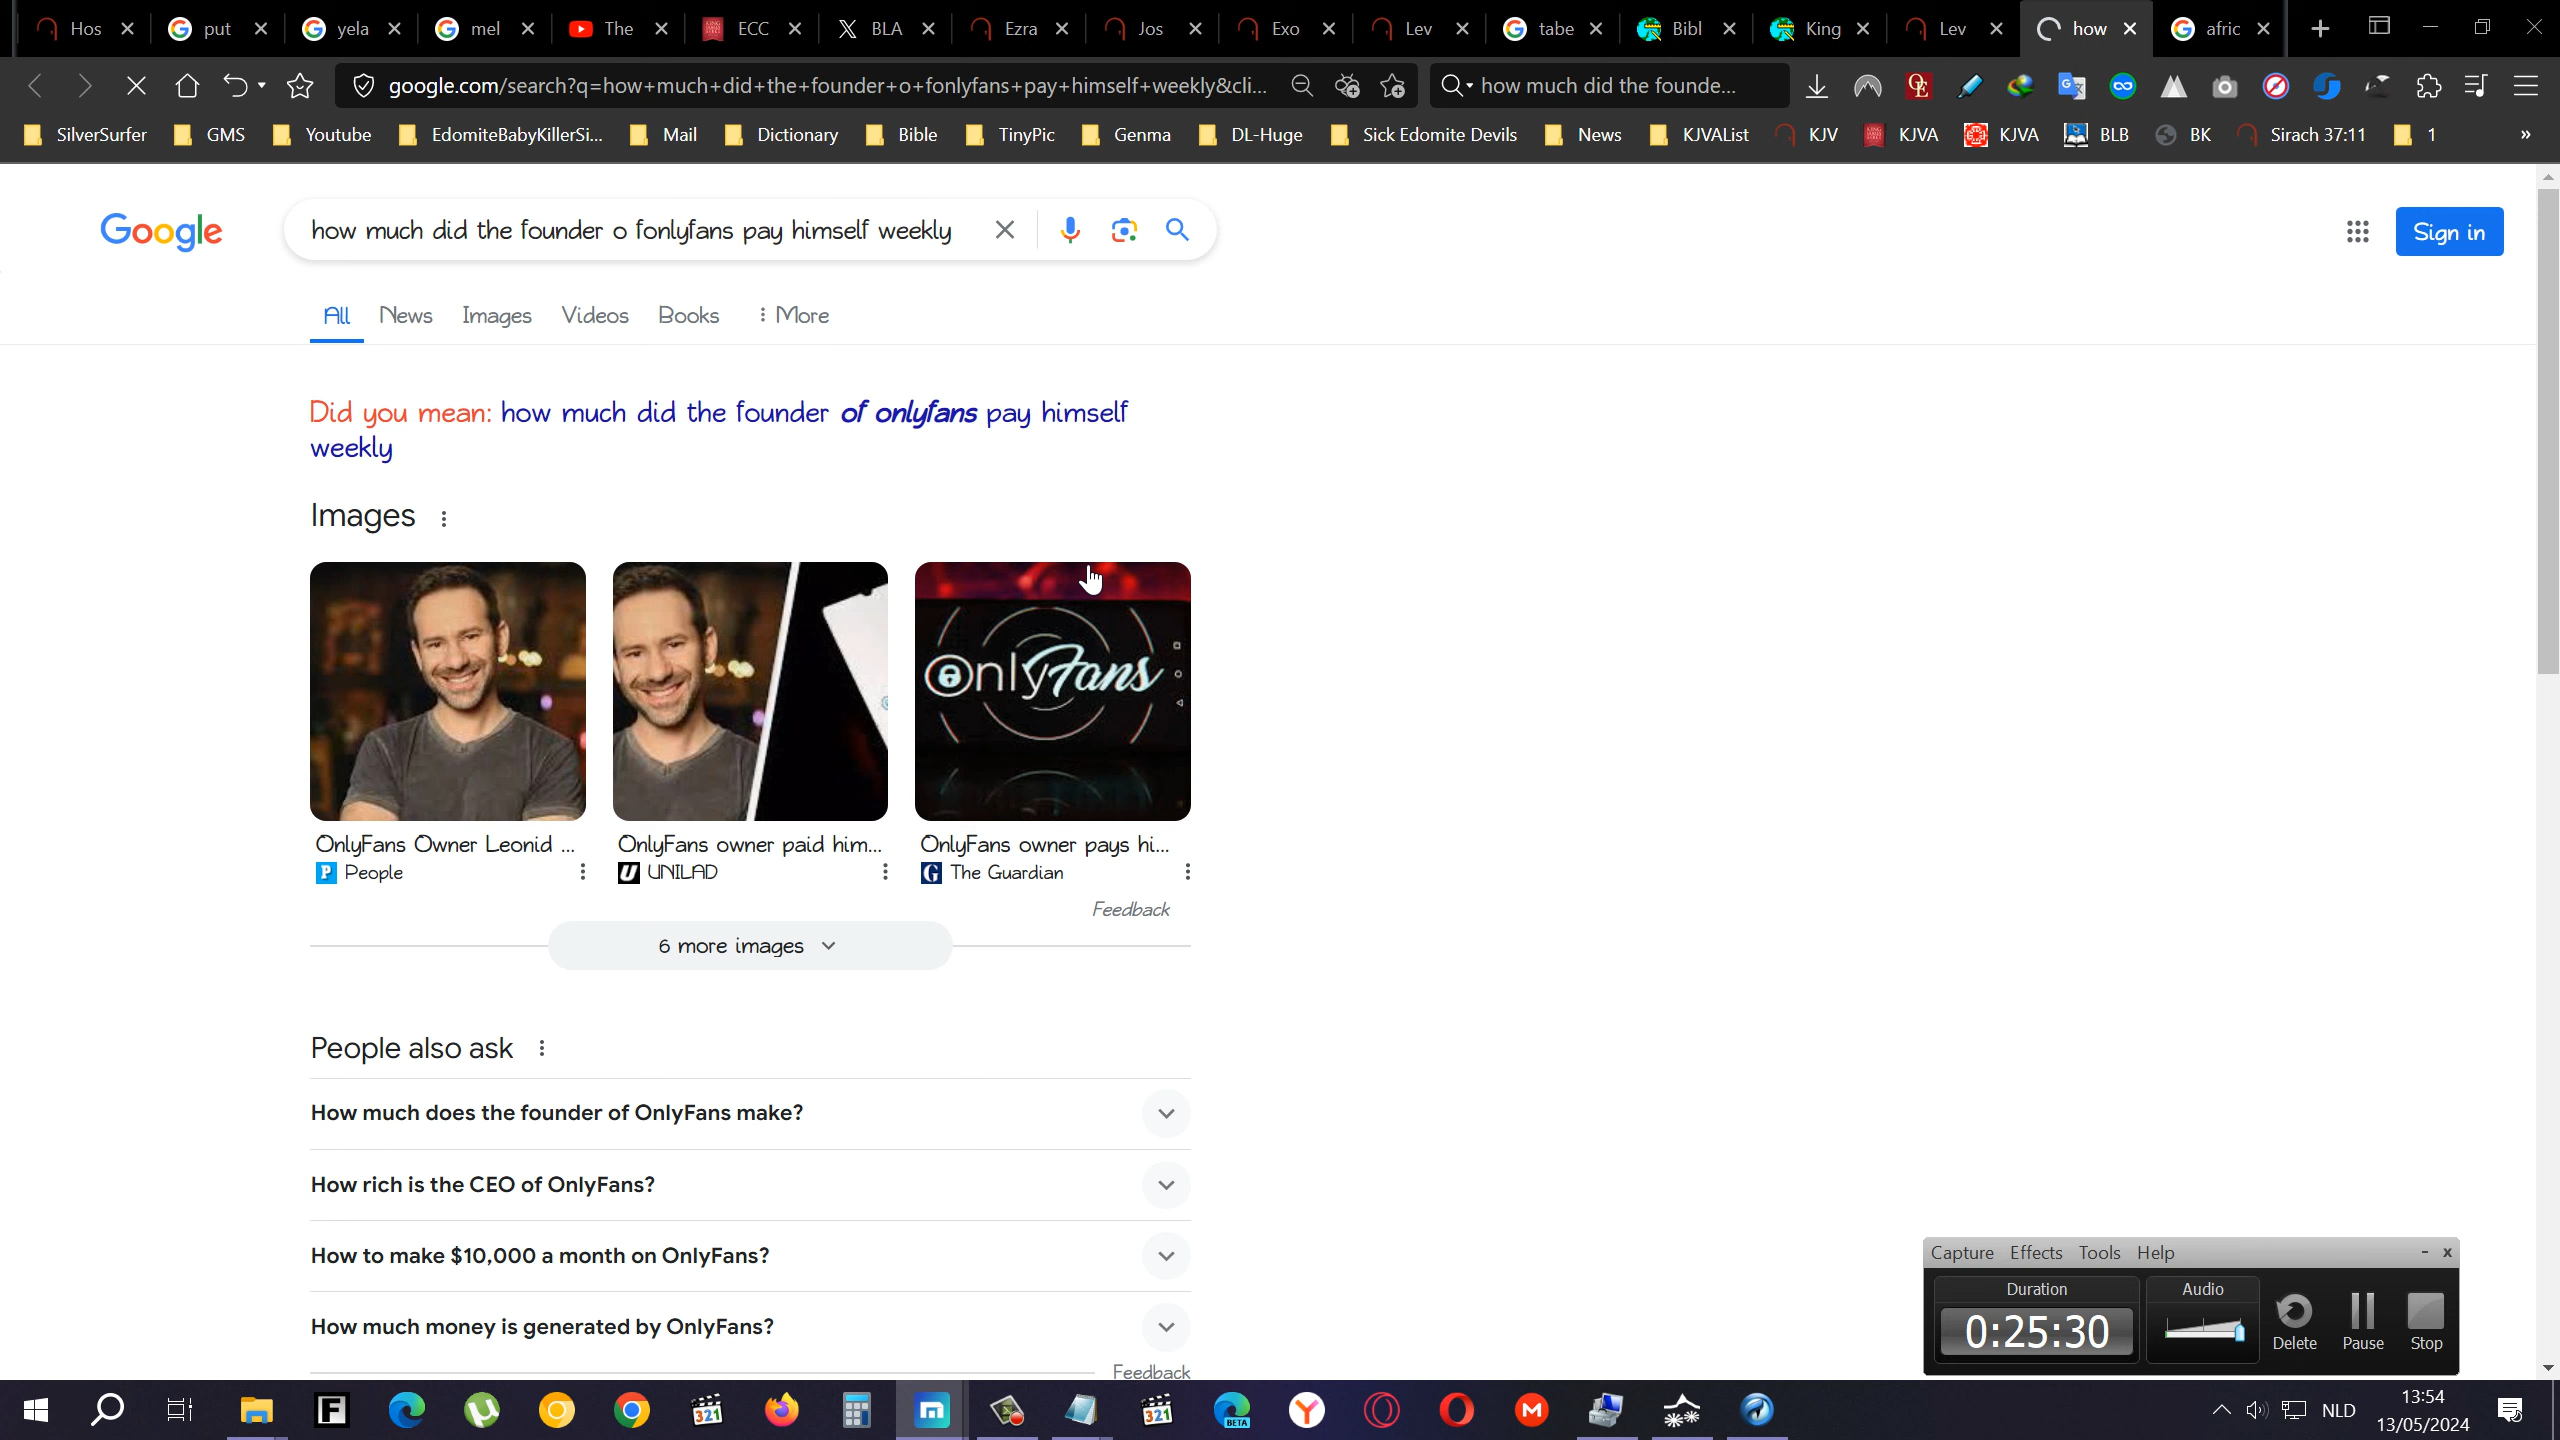 Hos
put
yela
mel
The
ECC
BLA
Ezra
Jos
Exo
Lev
tabe
Bibl
King
Lev
how
afric
google.com/search?q=how+much+did+the+founder+o+fonlyfans+pay+himself+weekly&cli...
how much did the founde...
SilverSurfer
GMS
Youtube
EdomiteBabyKillerSi...
Mail
Dictionary
Bible
TinyPic
Genma
DL-Huge
Sick Edomite Devils
News
KJVAList
KJV
KJVA
KJVA
BLB
BK
Sirach 37:11
1
»
Google
how much did the founder o fonlyfans pay himself weekly
Sign in
All
News
Images
Videos
Books
More
Did you mean: how much did the founder of onlyfans pay himself
weekly
Images
OnlyFans
OnlyFans Owner Leonid ...
People
OnlyFans owner paid him...
UNILAD
OnlyFans owner pays hi...
The Guardian
Feedback
6 more images
People also ask
How much does the founder of OnlyFans make?
How rich is the CEO of OnlyFans?
How to make $10,000 a month on OnlyFans?
How much money is generated by OnlyFans?
Feedback
Capture Effects Tools Help
Duration
0:25:30
Audio
Delete
Pause
Stop
321
321
BETA
NLD
13:54
13/05/2024